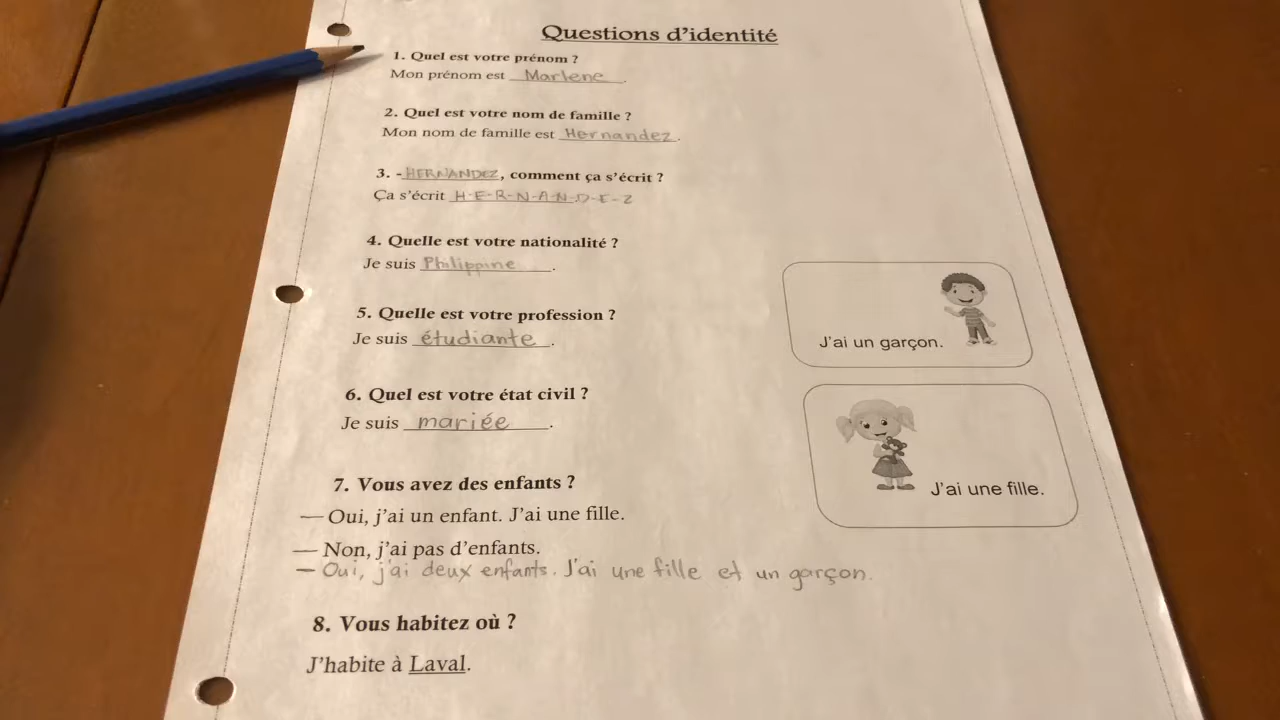 Questions d'identité
1. Quel est votre prénom ?
Mon prénom est Marlene.
2. Quel est votre nom de famille ?
Mon nom de famille est Hernandez.
3. -HERNANDEZ, comment ça s'écrit ?
Ça s'écrit H-E-R-N-A-N-D-E-Z
4. Quelle est votre nationalité ?
Je suis Philippine.
5. Quelle est votre profession ?
Je suis étudiante.
6. Quel est votre état civil ?
Je suis mariée.
7. Vous avez des enfants ?
— Oui, j'ai un enfant. J'ai une fille.
— Non, j'ai pas d'enfants.
— Oui, j'ai deux enfants. J'ai une fille et un garçon.
8. Vous habitez où ?
J'habite à Laval.
J'ai un garçon.
J'ai une fille.